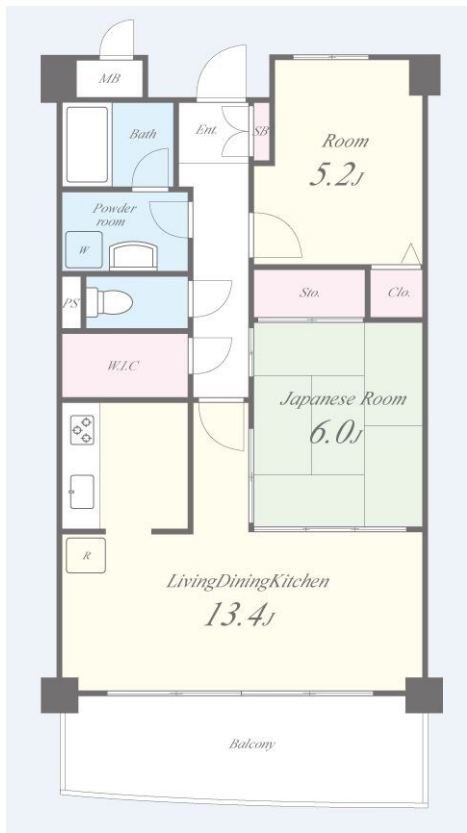 MB
Bath
Ent.
SB
Room
5.2J
Powder
room
W
PS
Sto.
Clo.
W.I.C
Japanese Room
6.0J
R
LivingDiningKitchen
13.4J
Balcony